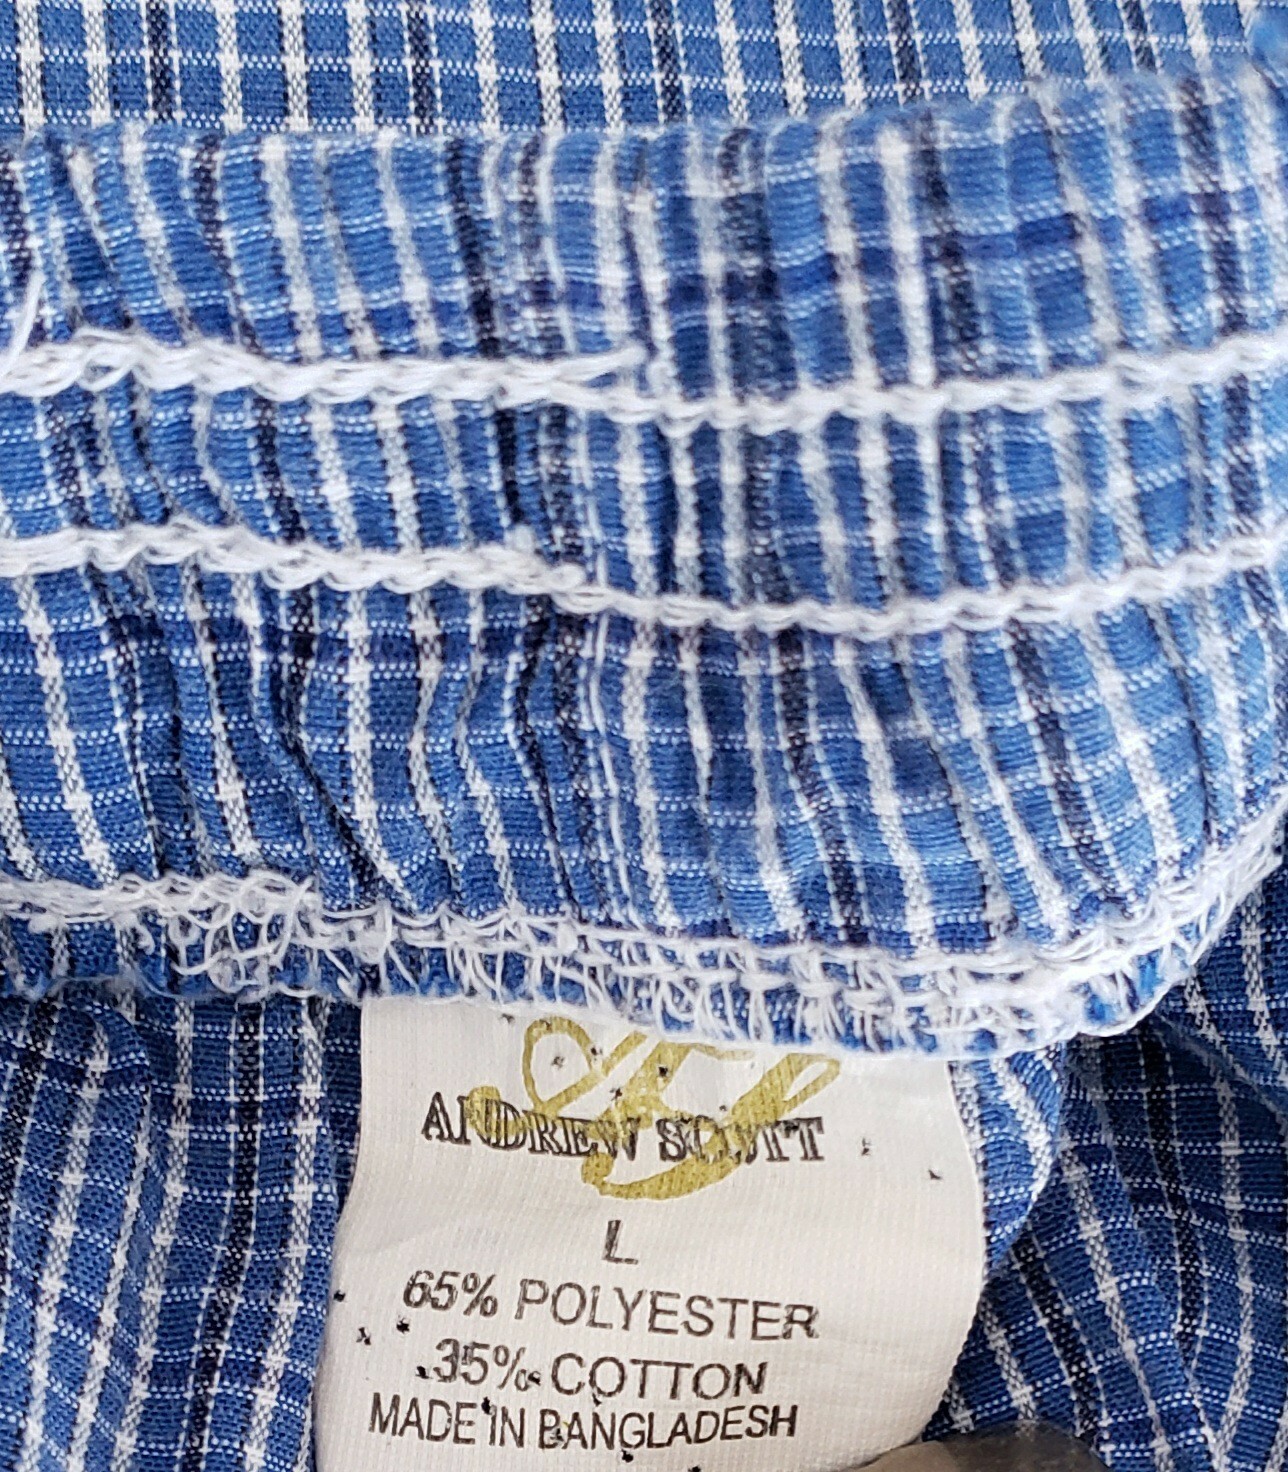 ANDREW SCOTT
L
65% POLYESTER
35% COTTON
MADE IN BANGLADESH